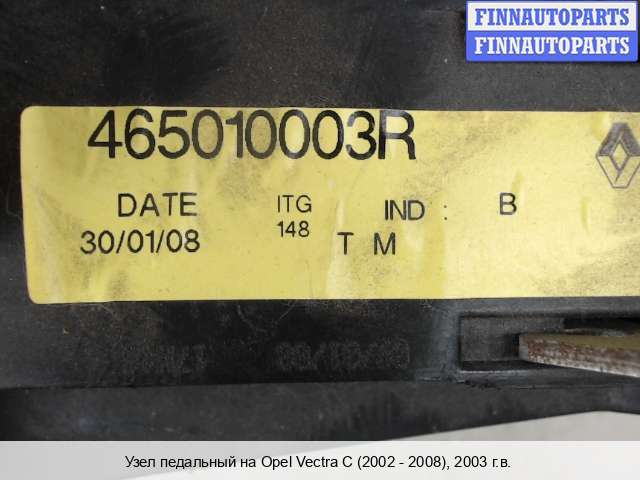 FINNAUTOPARTS
FINNAUTOPARTS
465010003R
DATE ITG IND : B
30/01/08 148 T M
Узел педальный на Opel Vectra C (2002 - 2008), 2003 г.в.